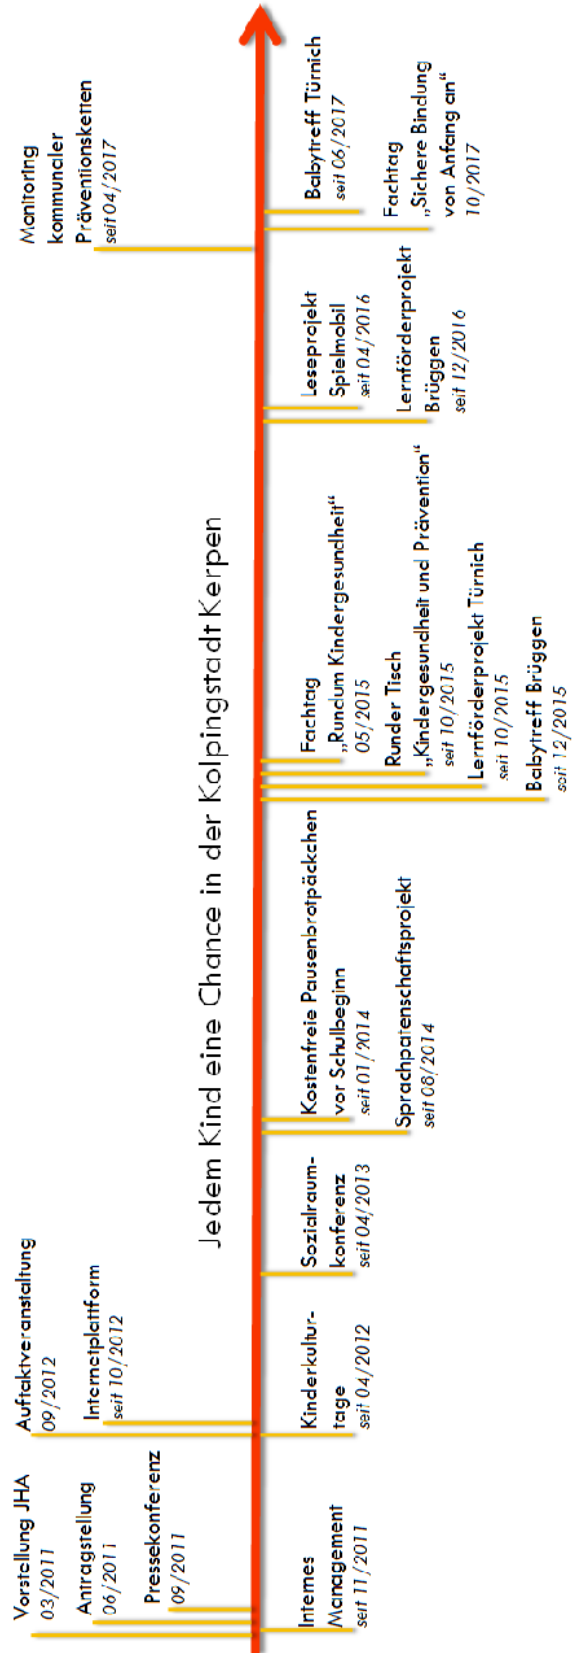 Vorstellung JHA
03/2011
Antragstellung
06/2011
Pressekonferenz
09/2011
Auftaktveranstaltung
09/2012
Internetplattform
seit 10/2012
Monitoring
kommunaler
Präventionsketten
seit 04/2017
Jedem Kind eine Chance in der Kolpingstadt Kerpen
Internes
Management
seit 11/2011
Kinderkultur-
tage
seit 04/2012
Sozialraum-
konferenz
seit 04/2013
Kostenfreie Pausenbrotpäckchen
vor Schulbeginn
seit 01/2014
Sprachpatenschaftsprojekt
seit 08/2014
Fachtag
„Rundum Kindergesundheit“
05/2015
Runder Tisch
„Kindergesundheit und Prävention“
seit 10/2015
Lernförderprojekt Türnich
seit 10/2015
Babytreff Brüggen
seit 12/2015
Leseprojekt
Spielmobil
seit 04/2016
Lernförderprojekt
Brüggen
seit 12/2016
Babytreff Türnich
seit 06/2017
Fachtag
„Sichere Bindung
von Anfang an“
10/2017